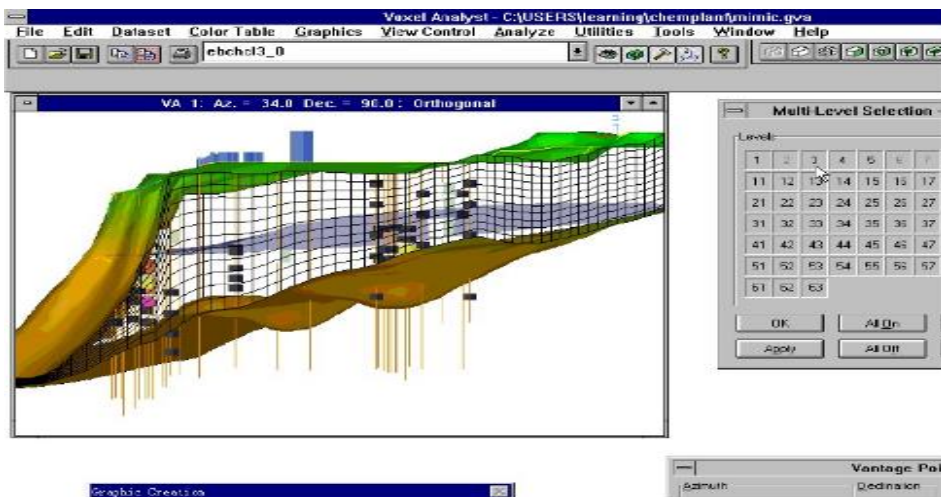 Voxel Analyst - C:\USERS\learning\chemplant\mimic.gva
File Edit Dataset Color Table Graphics View Control Analyze Utilities Tools Window Help
ebchcl3_0
VA 1: Az. = 34.0 Dec. = 90.0 : Orthogonal
Multi-Level Selection -
Levels
1 2 3 4 5 6 7
11 12 13 14 15 16 17
21 22 23 24 25 26 27
31 32 33 34 35 36 37
41 42 43 44 45 46 47
51 52 53 54 55 56 57
61 62 63
OK All On
Apply All Off
Graphic Creation
Vantage Poi
Azimuth Declination